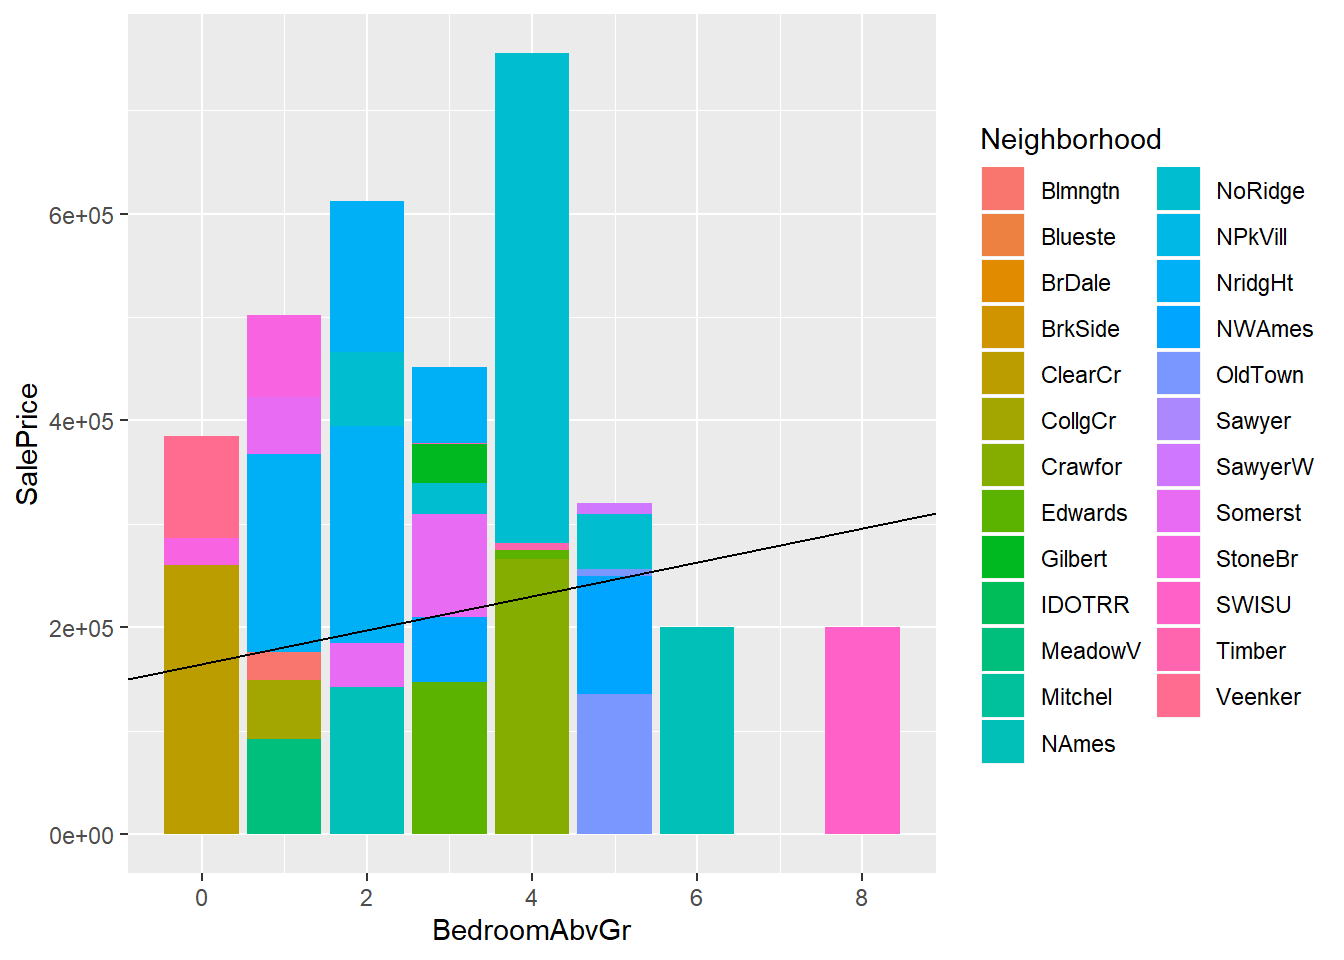 6e+05
4e+05
2e+05
0e+00
SalePrice
0 2 4 6 8
BedroomAbvGr
Neighborhood
Blmngtn
Blueste
BrDale
BrkSide
ClearCr
CollgCr
Crawfor
Edwards
Gilbert
IDOTRR
MeadowV
Mitchel
NAmes
NoRidge
NPkVill
NridgHt
NWAmes
OldTown
Sawyer
SawyerW
Somerst
StoneBr
SWISU
Timber
Veenker